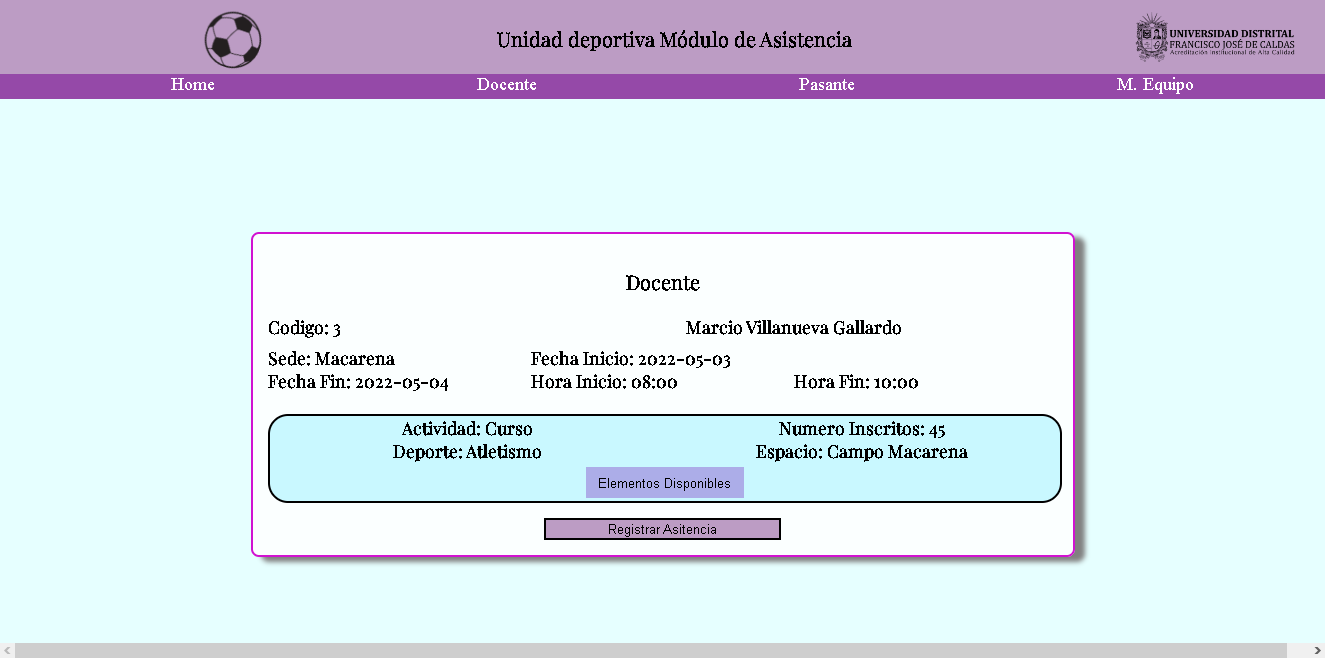 Unidad deportiva Módulo de Asistencia
UNIVERSIDAD DISTRITAL
FRANCISCO JOSÉ DE CALDAS
Acreditación Institucional de Alta Calidad
Home Docente Pasante M. Equipo
Docente
Codigo: 3 Marcio Villanueva Gallardo
Sede: Macarena Fecha Inicio: 2022-05-03
Fecha Fin: 2022-05-04 Hora Inicio: 08:00 Hora Fin: 10:00
Actividad: Curso Numero Inscritos: 45
Deporte: Atletismo Espacio: Campo Macarena
Elementos Disponibles
Registrar Asitencia